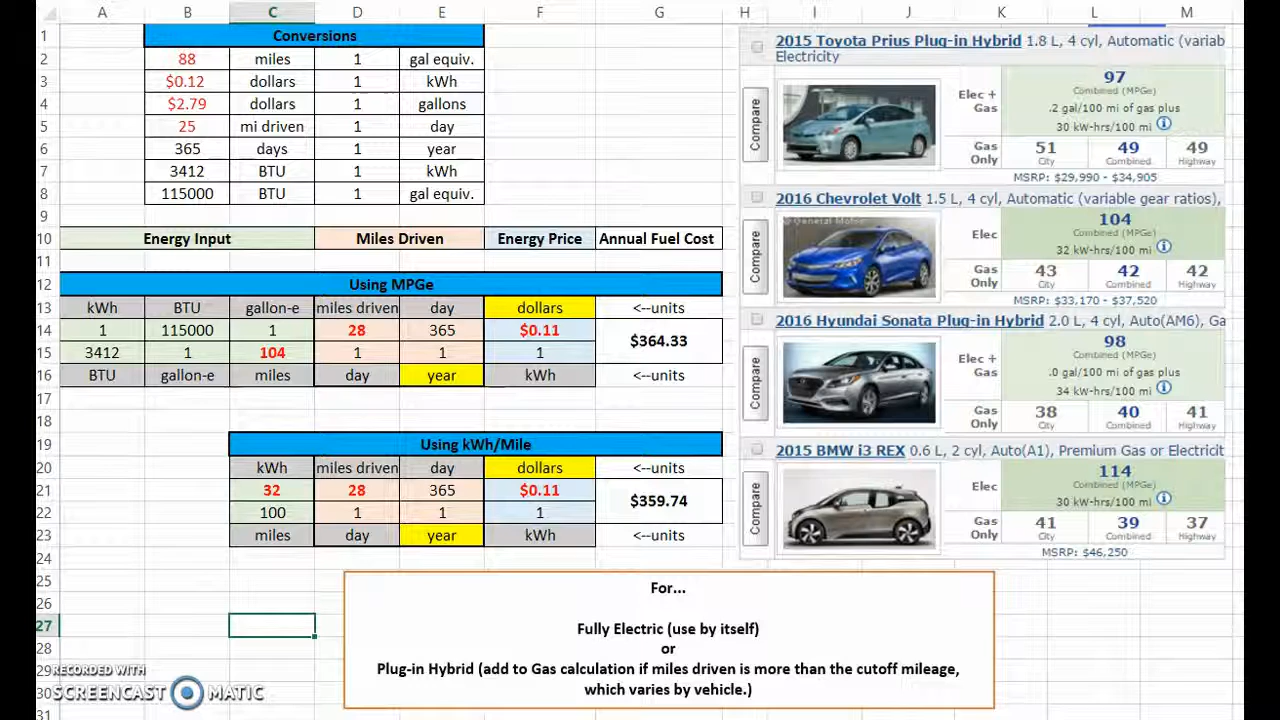 A B C D E F G H I J K L M
1 Conversions
2 88 miles 1 gal equiv.
3 $0.12 dollars 1 kWh
4 $2.79 dollars 1 gallons
5 25 mi driven 1 day
6 365 days 1 year
7 3412 BTU 1 kWh
8 115000 BTU 1 gal equiv.
9
10 Energy Input Miles Driven Energy Price Annual Fuel Cost
11
12 Using MPGe
13 kWh BTU gallon-e miles driven day dollars <--units
14 1 115000 1 28 365 $0.11
$364.33
15 3412 1 104 1 1 1
16 BTU gallon-e miles day year kWh <--units
17
18
19 Using kWh/Mile
20 kWh miles driven day dollars <--units
21 32 28 365 $0.11
$359.74
22 100 1 1 1
23 miles day year kWh <--units
24
25
26
27
28
29
30
31
For...
Fully Electric (use by itself)
or
Plug-in Hybrid (add to Gas calculation if miles driven is more than the cutoff mileage,
which varies by vehicle.)
2015 Toyota Prius Plug-in Hybrid 1.8 L, 4 cyl, Automatic (variab
Electricity
Compare
Elec +
Gas
97
Combined (MPGe)
.2 gal/100 mi of gas plus
30 kW-hrs/100 mi
Gas
Only
51 49 49
City Combined Highway
MSRP: $29,990 - $34,905
2016 Chevrolet Volt 1.5 L, 4 cyl, Automatic (variable gear ratios),
© General Motors
Compare
Elec
104
Combined (MPGe)
32 kW-hrs/100 mi
Gas
Only
43 42 42
City Combined Highway
MSRP: $33,170 - $37,520
2016 Hyundai Sonata Plug-in Hybrid 2.0 L, 4 cyl, Auto(AM6), Ga
Compare
Elec +
Gas
98
Combined (MPGe)
.0 gal/100 mi of gas plus
34 kW-hrs/100 mi
Gas
Only
38 40 41
City Combined Highway
2015 BMW i3 REX 0.6 L, 2 cyl, Auto(A1), Premium Gas or Electricit
Compare
Elec
114
Combined (MPGe)
30 kW-hrs/100 mi
Gas
Only
41 39 37
City Combined Highway
MSRP: $46,250
RECORDED WITH
SCREENCAST MATIC